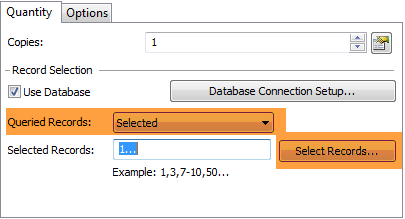 Quantity Options
Copies: 1
Record Selection
Use Database Database Connection Setup...
Queried Records: Selected
Selected Records: 1... Select Records...
Example: 1,3,7-10,50...